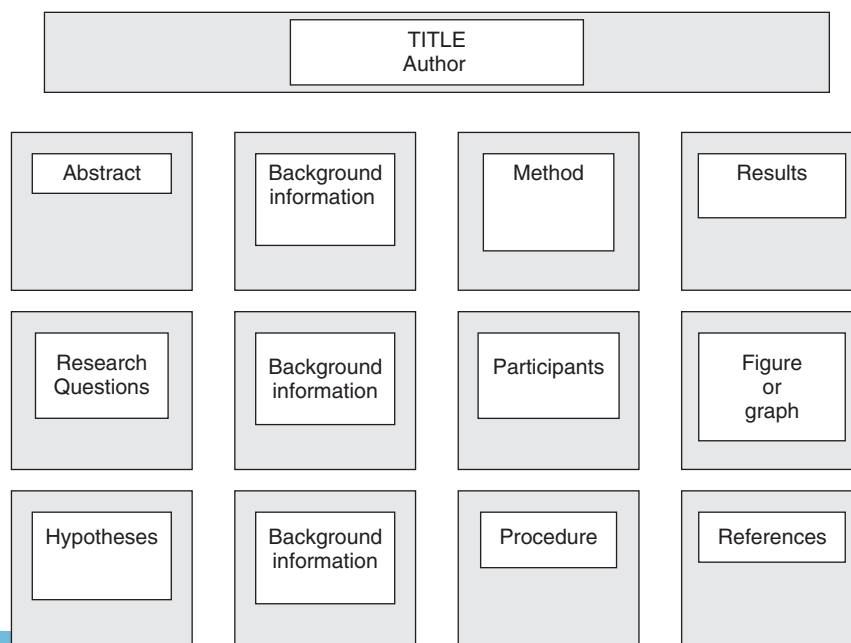 TITLE
Author
Abstract
Background
information
Method
Results
Research
Questions
Background
information
Participants
Figure
or
graph
Hypotheses
Background
information
Procedure
References